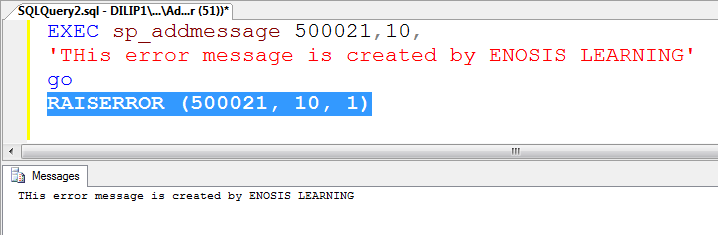 SQLQuery2.sql - DILIP1\...\Ad...r (51))*
EXEC sp_addmessage 500021,10,
'THis error message is created by ENOSIS LEARNING'
go
RAISERROR (500021, 10, 1)
Messages
THis error message is created by ENOSIS LEARNING